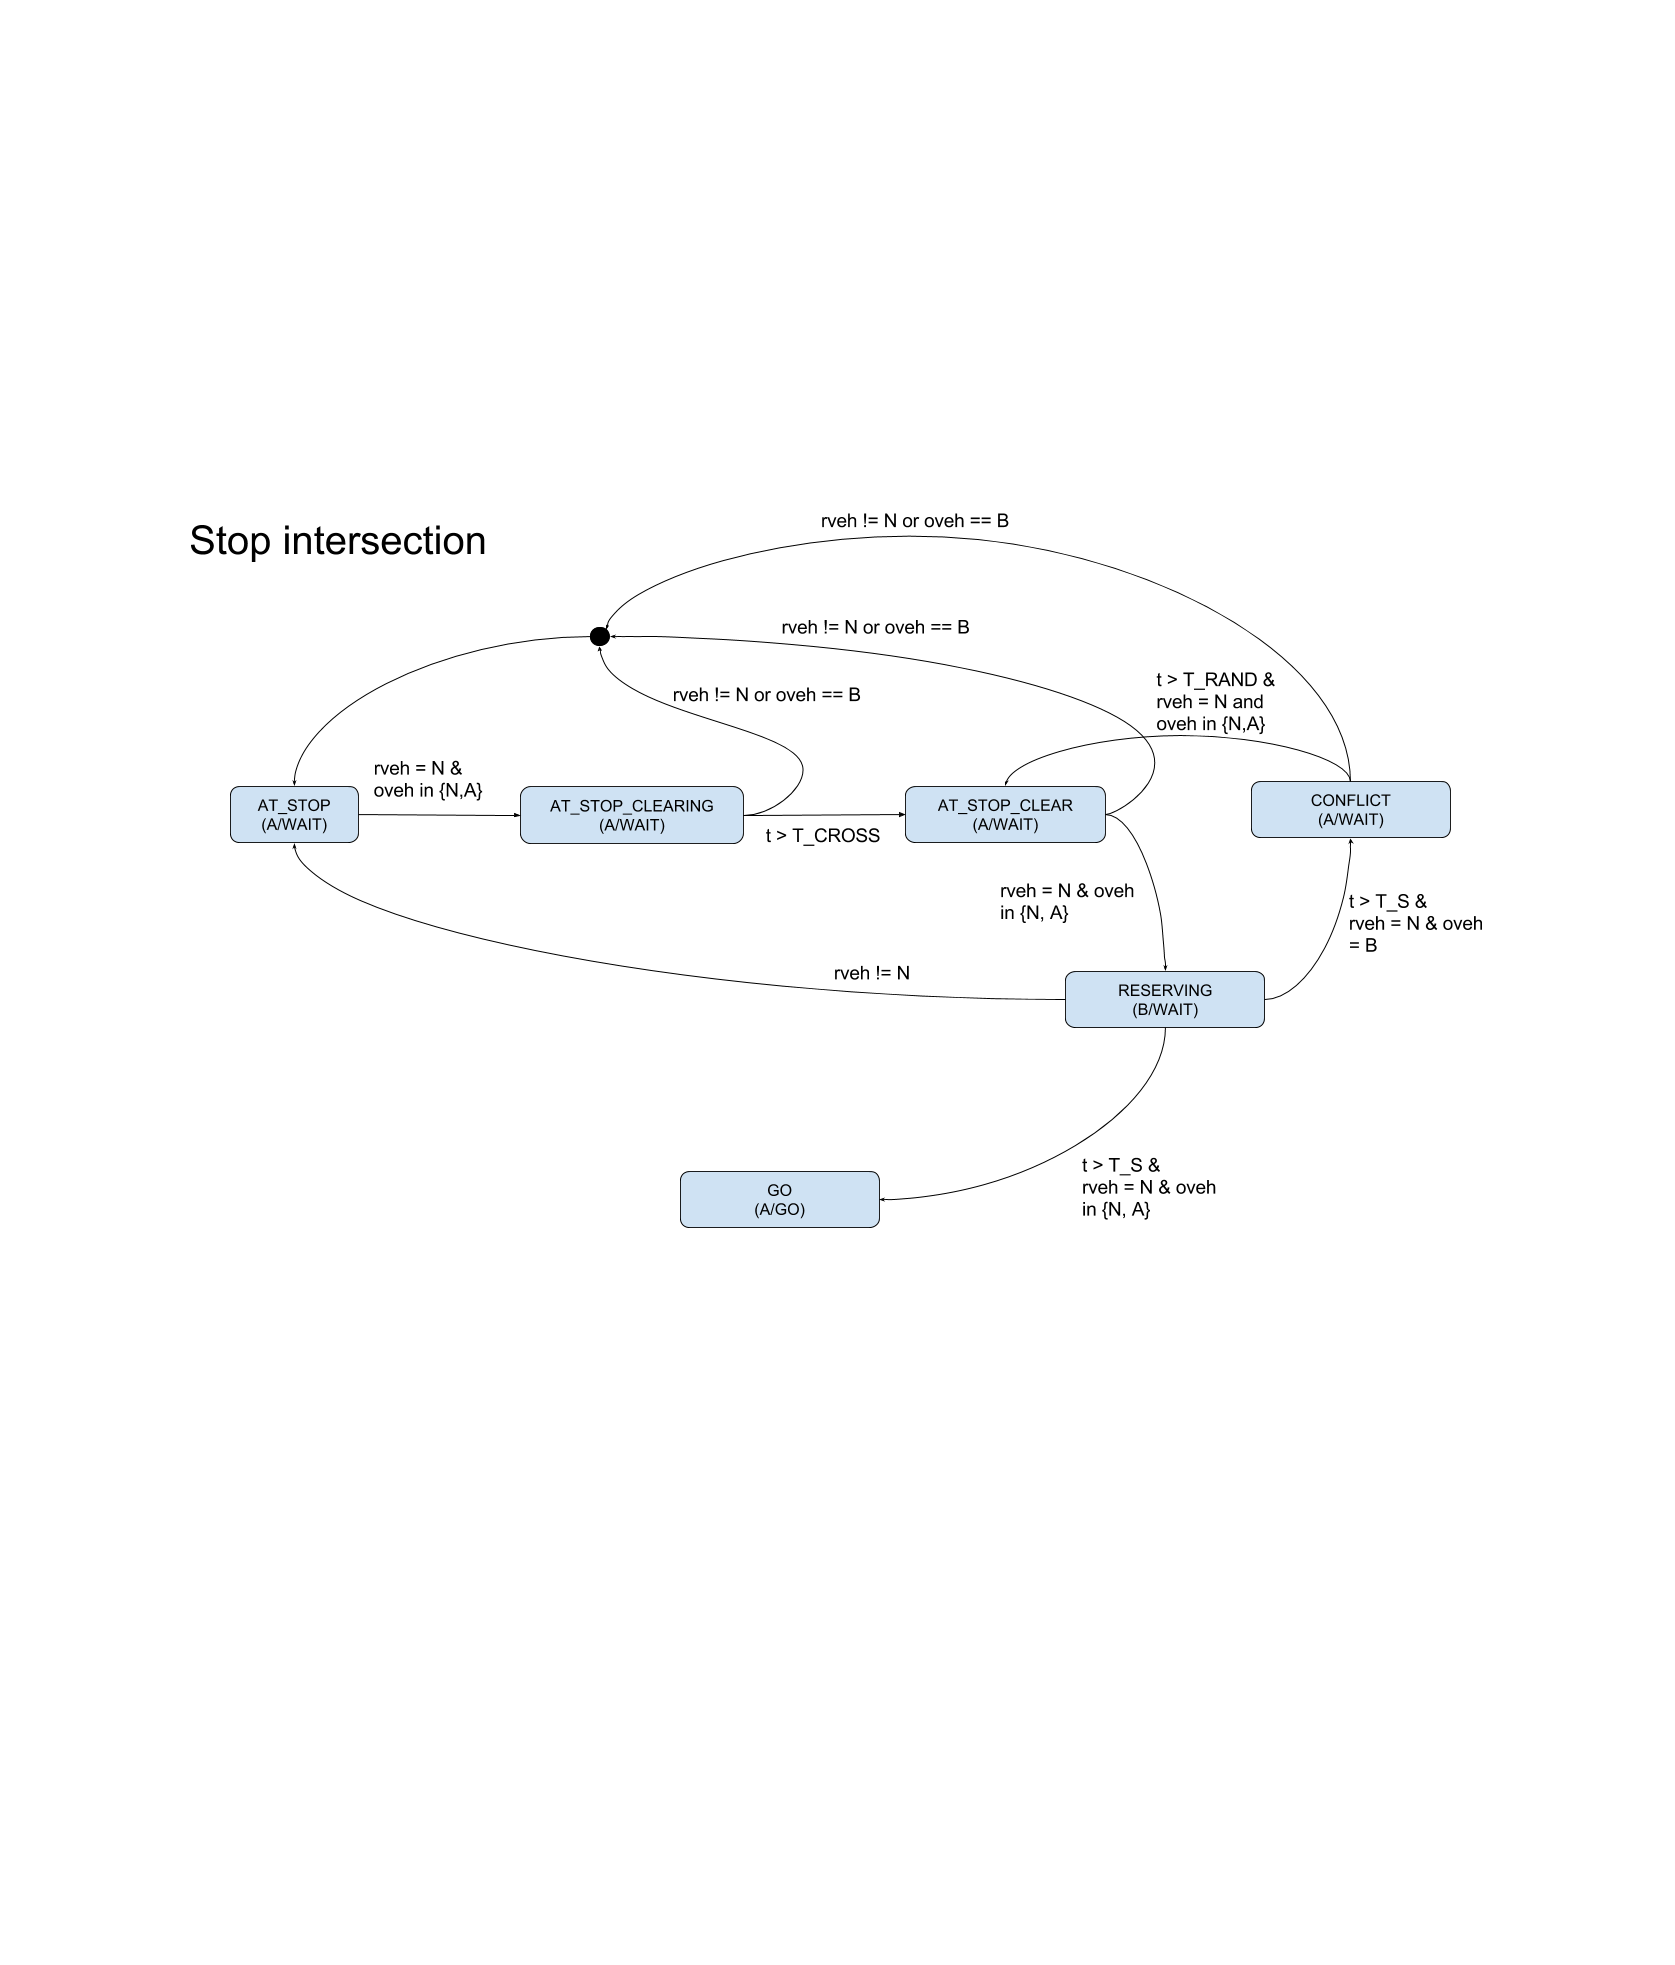 Stop intersection
rveh != N or oveh == B
rveh != N or oveh == B
rveh != N or oveh == B
t > T_RAND &
rveh = N and
oveh in {N,A}
rveh = N &
oveh in {N,A}
AT_STOP
(A/WAIT)
AT_STOP_CLEARING
(A/WAIT)
t > T_CROSS
AT_STOP_CLEAR
(A/WAIT)
CONFLICT
(A/WAIT)
rveh = N & oveh
in {N, A}
t > T_S &
rveh = N & oveh
= B
rveh != N
RESERVING
(B/WAIT)
t > T_S &
rveh = N & oveh
in {N, A}
GO
(A/GO)